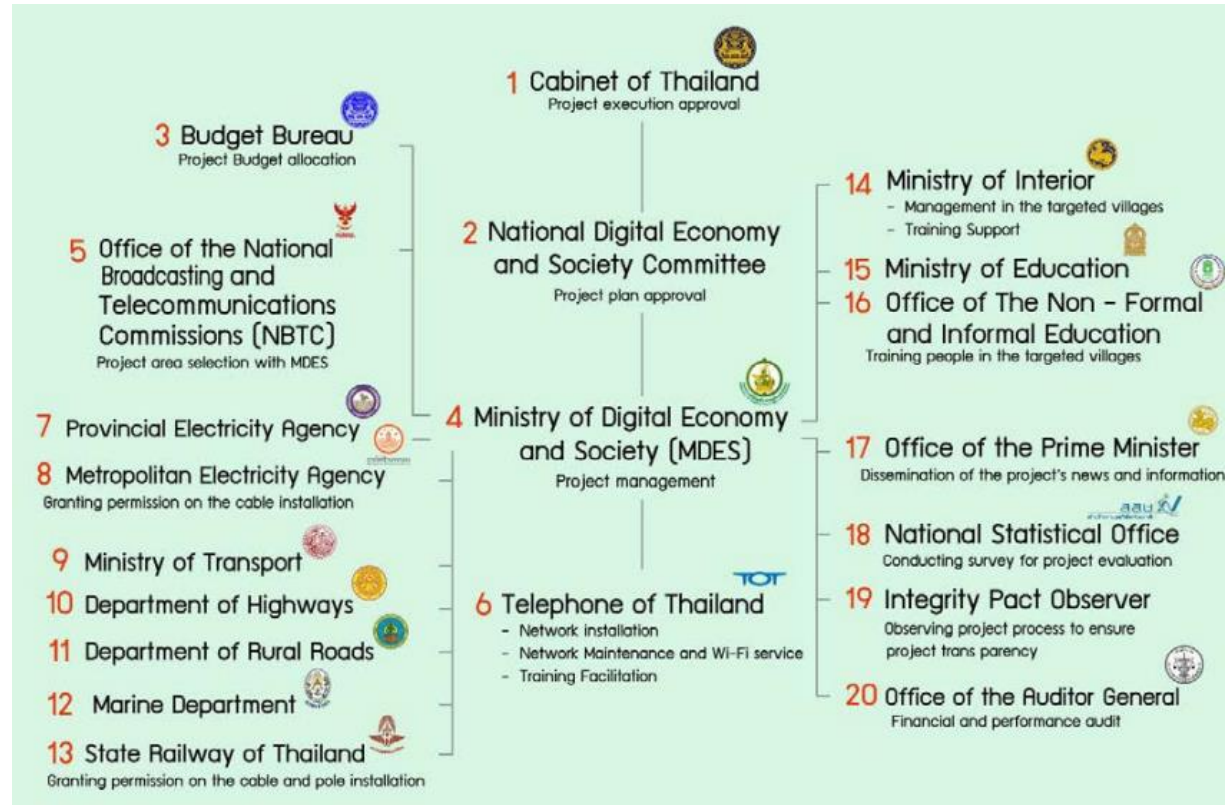 1 Cabinet of Thailand
Project execution approval
3 Budget Bureau
Project Budget allocation
5 Office of the National
Broadcasting and
Telecommunications
Commissions (NBTC)
Project area selection with MDES
2 National Digital Economy
and Society Committee
Project plan approval
14 Ministry of Interior
- Management in the targeted villages
- Training Support
15 Ministry of Education
16 Office of The Non - Formal
and Informal Education
Training people in the targeted villages
7 Provincial Electricity Agency
8 Metropolitan Electricity Agency
Granting permission on the cable installation
4 Ministry of Digital Economy
and Society (MDES)
Project management
17 Office of the Prime Minister
Dissemination of the project's news and information
9 Ministry of Transport
10 Department of Highways
11 Department of Rural Roads
12 Marine Department
13 State Railway of Thailand
Granting permission on the cable and pole installation
TOT
6 Telephone of Thailand
- Network installation
- Network Maintenance and Wi-Fi service
- Training Facilitation
18 National Statistical Office
Conducting survey for project evaluation
19 Integrity Pact Observer
Observing project process to ensure
project trans parency
20 Office of the Auditor General
Financial and performance audit